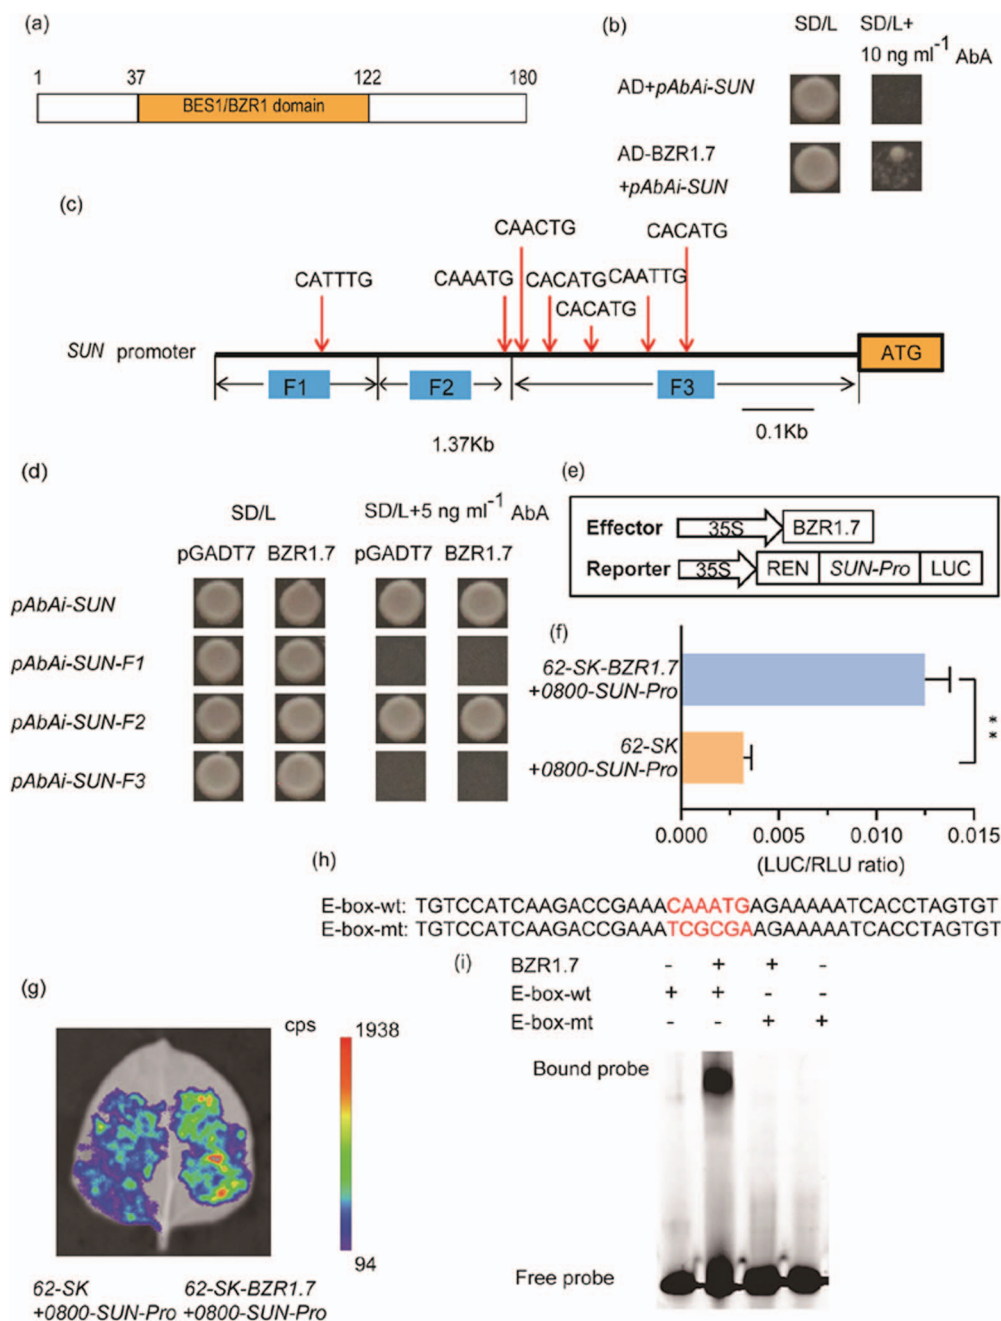 (a)
1 37 122 180
BES1/BZR1 domain
(b)
SD/L SD/L+
10 ng ml-1 AbA
AD+pAbAi-SUN
AD-BZR1.7
+pAbAi-SUN
(c)
CAACTG CACATG
CATTTG CAAATG CACATG CAATTG
CACATG
SUN promoter ATG
F1 F2 F3
1.37Kb 0.1Kb
(d)
SD/L SD/L+5 ng ml-1 AbA
pGADT7 BZR1.7 pGADT7 BZR1.7
pAbAi-SUN
pAbAi-SUN-F1
pAbAi-SUN-F2
pAbAi-SUN-F3
(e)
Effector 35S BZR1.7
Reporter 35S REN SUN-Pro LUC
(f)
62-SK-BZR1.7
+0800-SUN-Pro
62-SK
+0800-SUN-Pro
**
0.000 0.005 0.010 0.015
(LUC/RLU ratio)
(h)
E-box-wt: TGTCCATCAAGACCGAAACAAATGAGAAAAATCACCTAGTGT
E-box-mt: TGTCCATCAAGACCGAAATCGCGAAGAAAAATCACCTAGTGT
(g)
cps 1938
94
62-SK 62-SK-BZR1.7
+0800-SUN-Pro +0800-SUN-Pro
(i)
BZR1.7 - + + -
E-box-wt + + - -
E-box-mt - - + +
Bound probe
Free probe